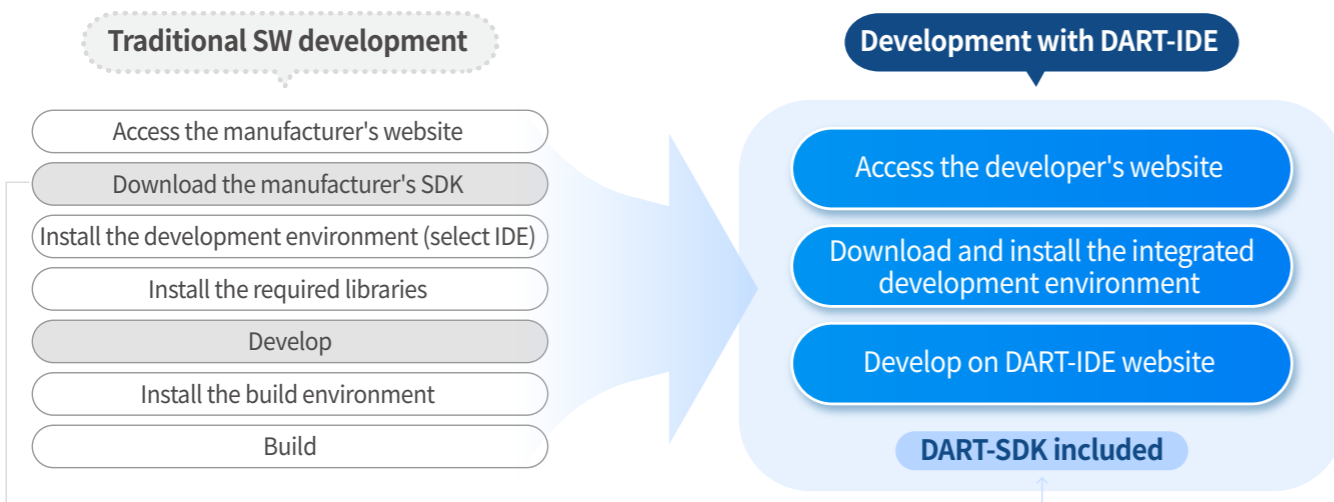 Traditional SW development
Access the manufacturer's website
Download the manufacturer's SDK
Install the development environment (select IDE)
Install the required libraries
Develop
Install the build environment
Build
Development with DART-IDE
Access the developer's website
Download and install the integrated
development environment
Develop on DART-IDE website
DART-SDK included